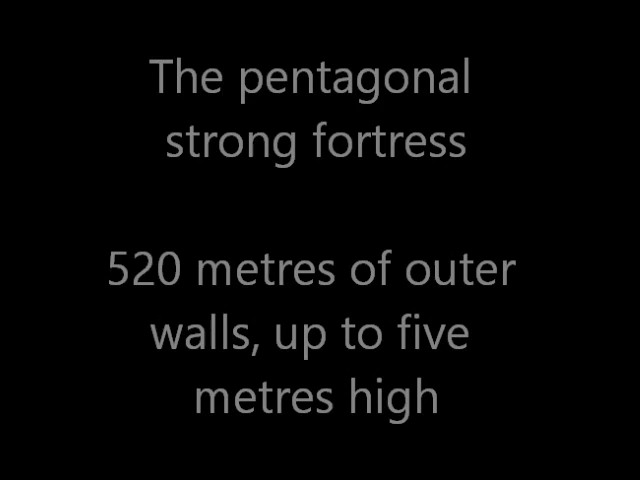 The pentagonal
strong fortress
520 metres of outer
walls, up to five
metres high